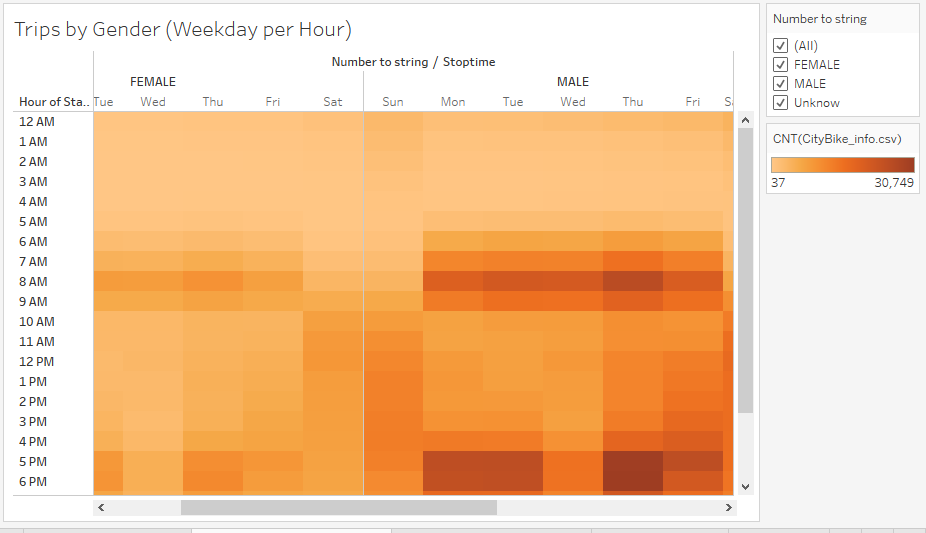 Trips by Gender (Weekday per Hour)
Number to string / Stoptime
FEMALE MALE
Hour of Sta.. Tue Wed Thu Fri Sat Sun Mon Tue Wed Thu Fri Sa
12 AM
1 AM
2 AM
3 AM
4 AM
5 AM
6 AM
7 AM
8 AM
9 AM
10 AM
11 AM
12 PM
1 PM
2 PM
3 PM
4 PM
5 PM
6 PM
Number to string
(All)
FEMALE
MALE
Unknow
CNT(CityBike_info.csv)
37 30,749